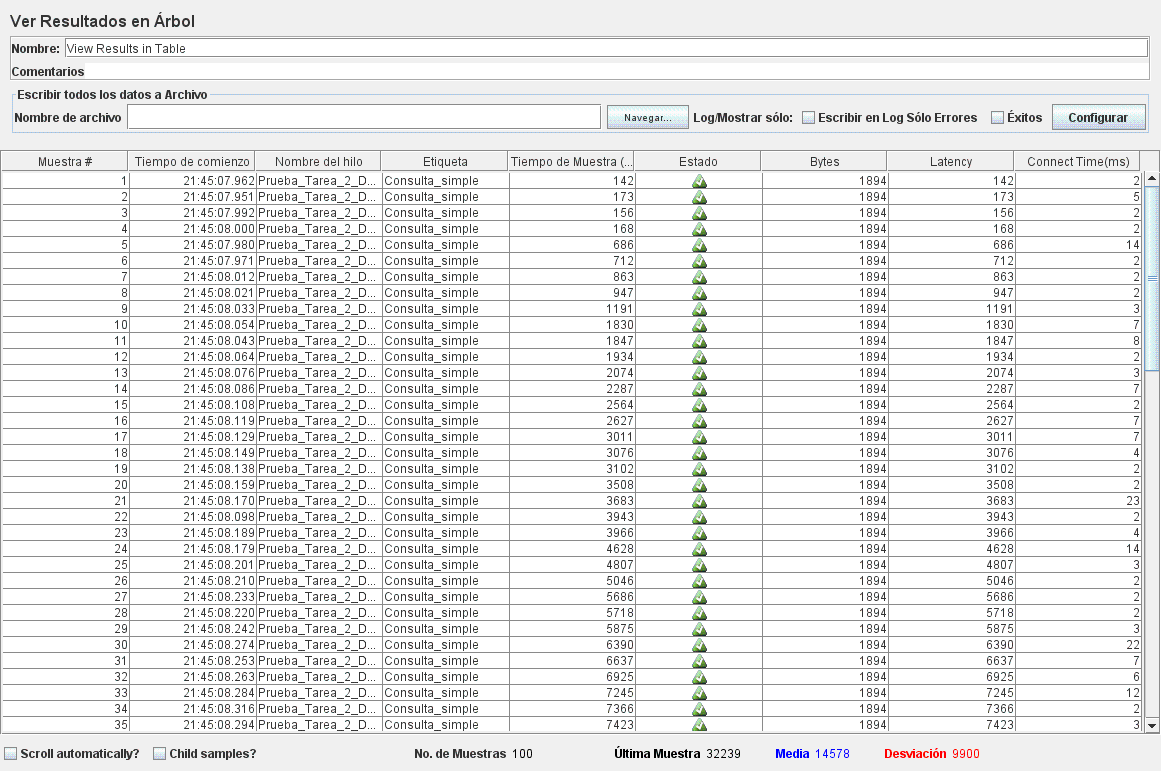 Ver Resultados en Árbol
Nombre: View Results in Table
Comentarios
Escribir todos los datos a Archivo
Nombre de archivo Navegar... Log/Mostrar sólo: Escribir en Log Sólo Errores Éxitos Configurar
Muestra # Tiempo de comienzo Nombre del hilo Etiqueta Tiempo de Muestra (... Estado Bytes Latency Connect Time(ms)
1 21:45:07.962 Prueba_Tarea_2_D... Consulta_simple 142 1894 142 2
2 21:45:07.951 Prueba_Tarea_2_D... Consulta_simple 173 1894 173 5
3 21:45:07.992 Prueba_Tarea_2_D... Consulta_simple 156 1894 156 2
4 21:45:08.000 Prueba_Tarea_2_D... Consulta_simple 168 1894 168 2
5 21:45:07.980 Prueba_Tarea_2_D... Consulta_simple 686 1894 686 14
6 21:45:07.971 Prueba_Tarea_2_D... Consulta_simple 712 1894 712 2
7 21:45:08.012 Prueba_Tarea_2_D... Consulta_simple 863 1894 863 2
8 21:45:08.021 Prueba_Tarea_2_D... Consulta_simple 947 1894 947 2
9 21:45:08.033 Prueba_Tarea_2_D... Consulta_simple 1191 1894 1191 3
10 21:45:08.054 Prueba_Tarea_2_D... Consulta_simple 1830 1894 1830 7
11 21:45:08.043 Prueba_Tarea_2_D... Consulta_simple 1847 1894 1847 8
12 21:45:08.064 Prueba_Tarea_2_D... Consulta_simple 1934 1894 1934 2
13 21:45:08.076 Prueba_Tarea_2_D... Consulta_simple 2074 1894 2074 3
14 21:45:08.086 Prueba_Tarea_2_D... Consulta_simple 2287 1894 2287 7
15 21:45:08.108 Prueba_Tarea_2_D... Consulta_simple 2564 1894 2564 2
16 21:45:08.119 Prueba_Tarea_2_D... Consulta_simple 2627 1894 2627 7
17 21:45:08.129 Prueba_Tarea_2_D... Consulta_simple 3011 1894 3011 7
18 21:45:08.149 Prueba_Tarea_2_D... Consulta_simple 3076 1894 3076 4
19 21:45:08.138 Prueba_Tarea_2_D... Consulta_simple 3102 1894 3102 2
20 21:45:08.159 Prueba_Tarea_2_D... Consulta_simple 3508 1894 3508 2
21 21:45:08.170 Prueba_Tarea_2_D... Consulta_simple 3683 1894 3683 23
22 21:45:08.098 Prueba_Tarea_2_D... Consulta_simple 3943 1894 3943 2
23 21:45:08.189 Prueba_Tarea_2_D... Consulta_simple 3966 1894 3966 4
24 21:45:08.179 Prueba_Tarea_2_D... Consulta_simple 4628 1894 4628 14
25 21:45:08.201 Prueba_Tarea_2_D... Consulta_simple 4807 1894 4807 3
26 21:45:08.210 Prueba_Tarea_2_D... Consulta_simple 5046 1894 5046 2
27 21:45:08.233 Prueba_Tarea_2_D... Consulta_simple 5686 1894 5686 2
28 21:45:08.220 Prueba_Tarea_2_D... Consulta_simple 5718 1894 5718 2
29 21:45:08.242 Prueba_Tarea_2_D... Consulta_simple 5875 1894 5875 3
30 21:45:08.274 Prueba_Tarea_2_D... Consulta_simple 6390 1894 6390 22
31 21:45:08.253 Prueba_Tarea_2_D... Consulta_simple 6637 1894 6637 7
32 21:45:08.263 Prueba_Tarea_2_D... Consulta_simple 6925 1894 6925 6
33 21:45:08.284 Prueba_Tarea_2_D... Consulta_simple 7245 1894 7245 12
34 21:45:08.316 Prueba_Tarea_2_D... Consulta_simple 7366 1894 7366 2
35 21:45:08.294 Prueba_Tarea_2_D... Consulta_simple 7423 1894 7423 3
Scroll automatically? Child samples? No. de Muestras 100 Última Muestra 32239 Media 14578 Desviación 9900